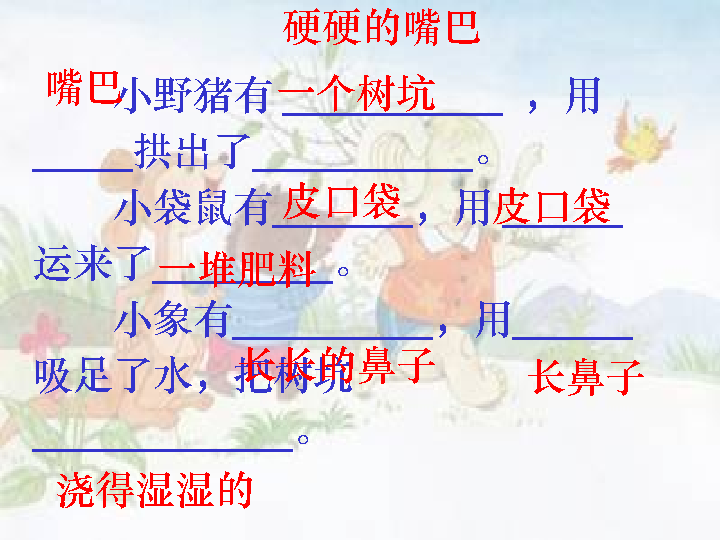 硬硬的嘴巴
嘴巴小野猪有一个树坑，用
拱出了。
小袋鼠有皮口袋，用皮口袋
运来了一堆肥料。
小象有，用
长长的鼻子
吸足了水，把树坑
长鼻子
。
浇得湿湿的